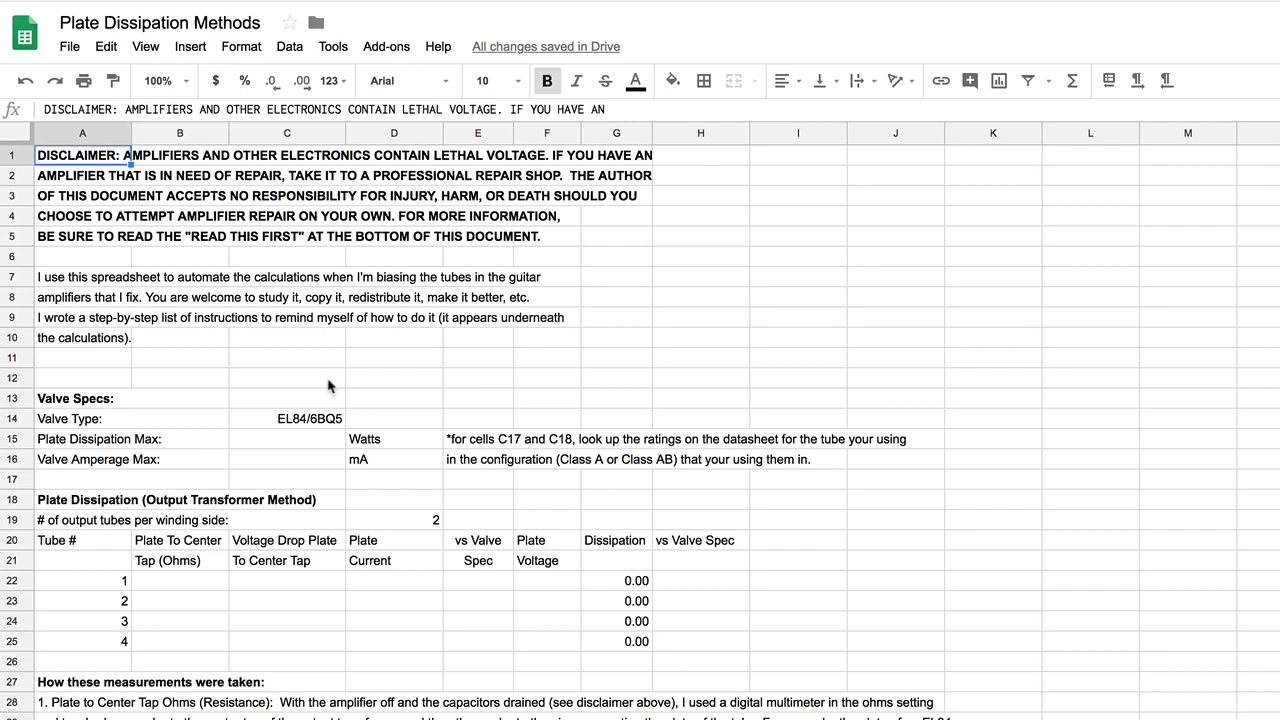 Plate Dissipation Methods
File Edit View Insert Format Data Tools Add-ons Help All changes saved in Drive
100% $ % .0 .00 123 Arial 10 B I S A
fx DISCLAIMER: AMPLIFIERS AND OTHER ELECTRONICS CONTAIN LETHAL VOLTAGE. IF YOU HAVE AN
A B C D E F G H I J K L M
1 DISCLAIMER: AMPLIFIERS AND OTHER ELECTRONICS CONTAIN LETHAL VOLTAGE. IF YOU HAVE AN
2 AMPLIFIER THAT IS IN NEED OF REPAIR, TAKE IT TO A PROFESSIONAL REPAIR SHOP. THE AUTHOR
3 OF THIS DOCUMENT ACCEPTS NO RESPONSIBILITY FOR INJURY, HARM, OR DEATH SHOULD YOU
4 CHOOSE TO ATTEMPT AMPLIFIER REPAIR ON YOUR OWN. FOR MORE INFORMATION,
5 BE SURE TO READ THE "READ THIS FIRST" AT THE BOTTOM OF THIS DOCUMENT.
6
7 I use this spreadsheet to automate the calculations when I'm biasing the tubes in the guitar
8 amplifiers that I fix. You are welcome to study it, copy it, redistribute it, make it better, etc.
9 I wrote a step-by-step list of instructions to remind myself of how to do it (it appears underneath
10 the calculations).
11
12
13 Valve Specs:
14 Valve Type: EL84/6BQ5
15 Plate Dissipation Max: Watts *for cells C17 and C18, look up the ratings on the datasheet for the tube your using
16 Valve Amperage Max: mA in the configuration (Class A or Class AB) that your using them in.
17
18 Plate Dissipation (Output Transformer Method)
19 # of output tubes per winding side: 2
20 Tube # Plate To Center Voltage Drop Plate Plate vs Valve Plate Dissipation vs Valve Spec
21 Tap (Ohms) To Center Tap Current Spec Voltage
22 1 0.00
23 2 0.00
24 3 0.00
25 4 0.00
26
27 How these measurements were taken:
28 1. Plate to Center Tap Ohms (Resistance): With the amplifier off and the capacitors drained (see disclaimer above), I used a digital multimeter in the ohms setting